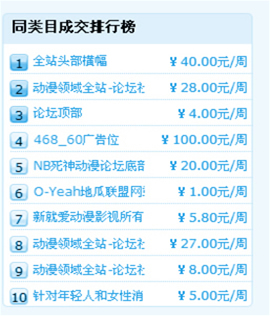 同类目成交排行榜
1 全站头部横幅 ¥ 40.00元/周
2 动漫领域全站-论坛社 ¥ 28.00元/周
3 论坛顶部 ¥ 4.00元/周
4 468_60广告位 ¥ 100.00元/周
5 NB死神动漫论坛底部 ¥ 20.00元/周
6 O-Yeah地瓜联盟网 ¥ 1.00元/周
7 新就爱动漫影视所有 ¥ 5.80元/周
8 动漫领域全站-论坛社 ¥ 27.00元/周
9 动漫领域全站-论坛社 ¥ 8.00元/周
10 针对年轻人和女性消 ¥ 5.00元/周